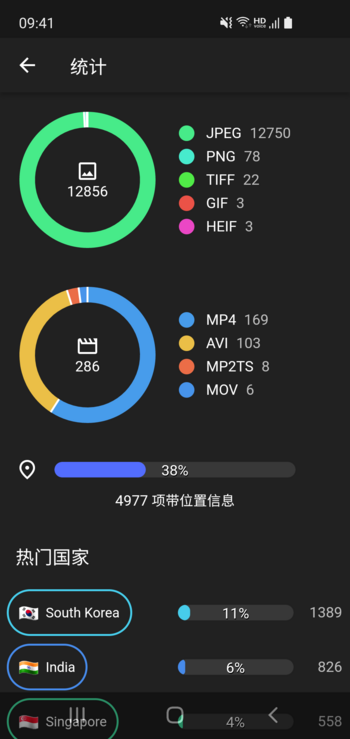 09:41 HD VOICE
统计
JPEG 12750
PNG 78
12856
TIFF 22
GIF 3
HEIF 3
MP4 169
AVI 103
286
MP2TS 8
MOV 6
38%
4977 项带位置信息
热门国家
South Korea 11% 1389
India 6% 826
Singapore 4% 558